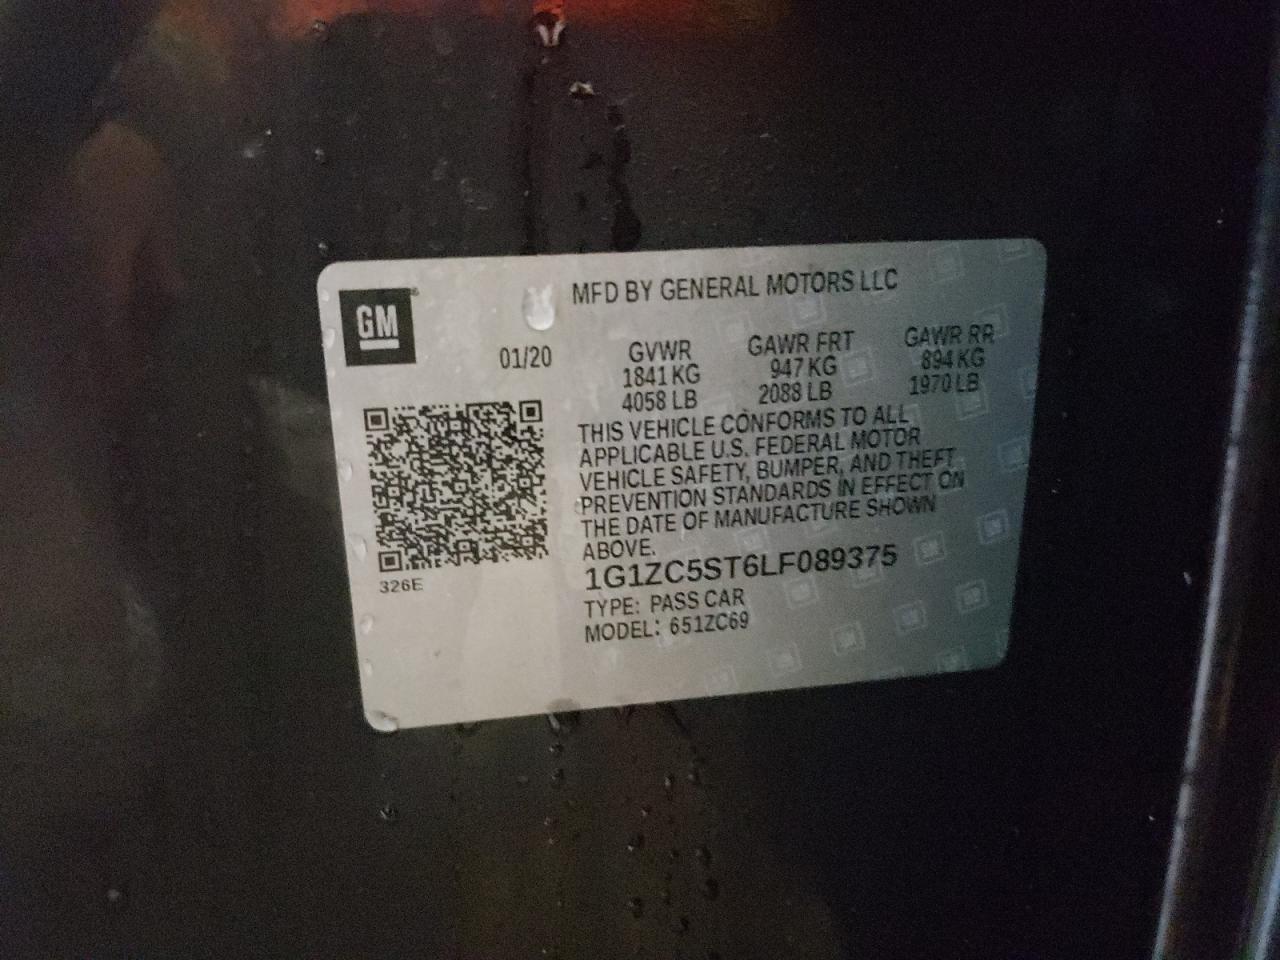 GM
MFD BY GENERAL MOTORS LLC
01/20
GVWR GAWR FRT GAWR RR
1841 KG 947 KG 894 KG
4058 LB 2088 LB 1970 LB
THIS VEHICLE CONFORMS TO ALL
APPLICABLE U.S. FEDERAL MOTOR
VEHICLE SAFETY, BUMPER, AND THEFT
PREVENTION STANDARDS IN EFFECT ON
THE DATE OF MANUFACTURE SHOWN
ABOVE.
326E
1G1ZC5ST6LF089375
TYPE: PASS CAR
MODEL: 651ZC69